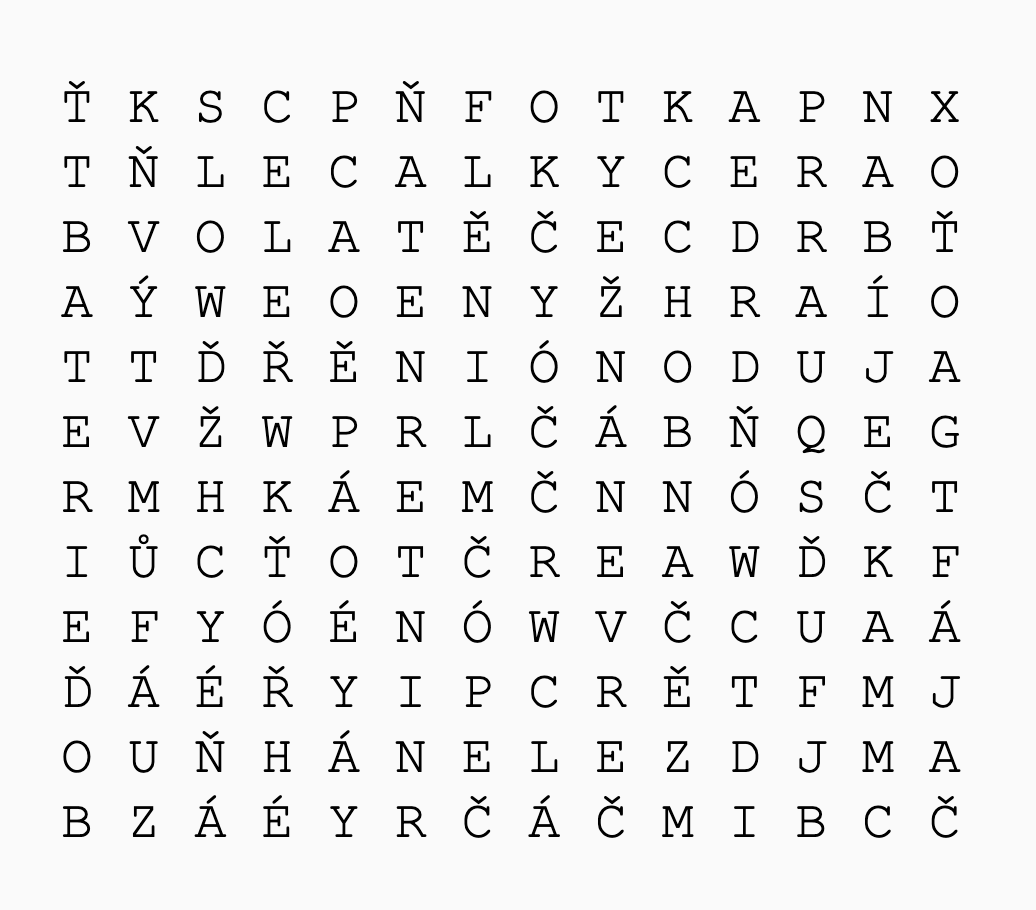 Ť K S C P Ň F O T K A P N X
T Ň L E C A L K Y C E R A O
B V O L A T Ě Č E C D R B Ť
A Ý W E O E N Y Ž H R A Í O
T T Ď Ř Ě N I Ó N O D U J A
E V Ž W P R L Č Á B Ň Q E G
R M H K Á E M Č N N Ó S Č T
I Ů C Ť O T Č R E A W Ď K F
E F Y Ó É N Ó W V Č C U A Á
Ď Á É Ř Y I P C R Ě T F M J
O U Ň H Á N E L E Z D J M A
B Z Á É Y R Č Á Č M I B C Č